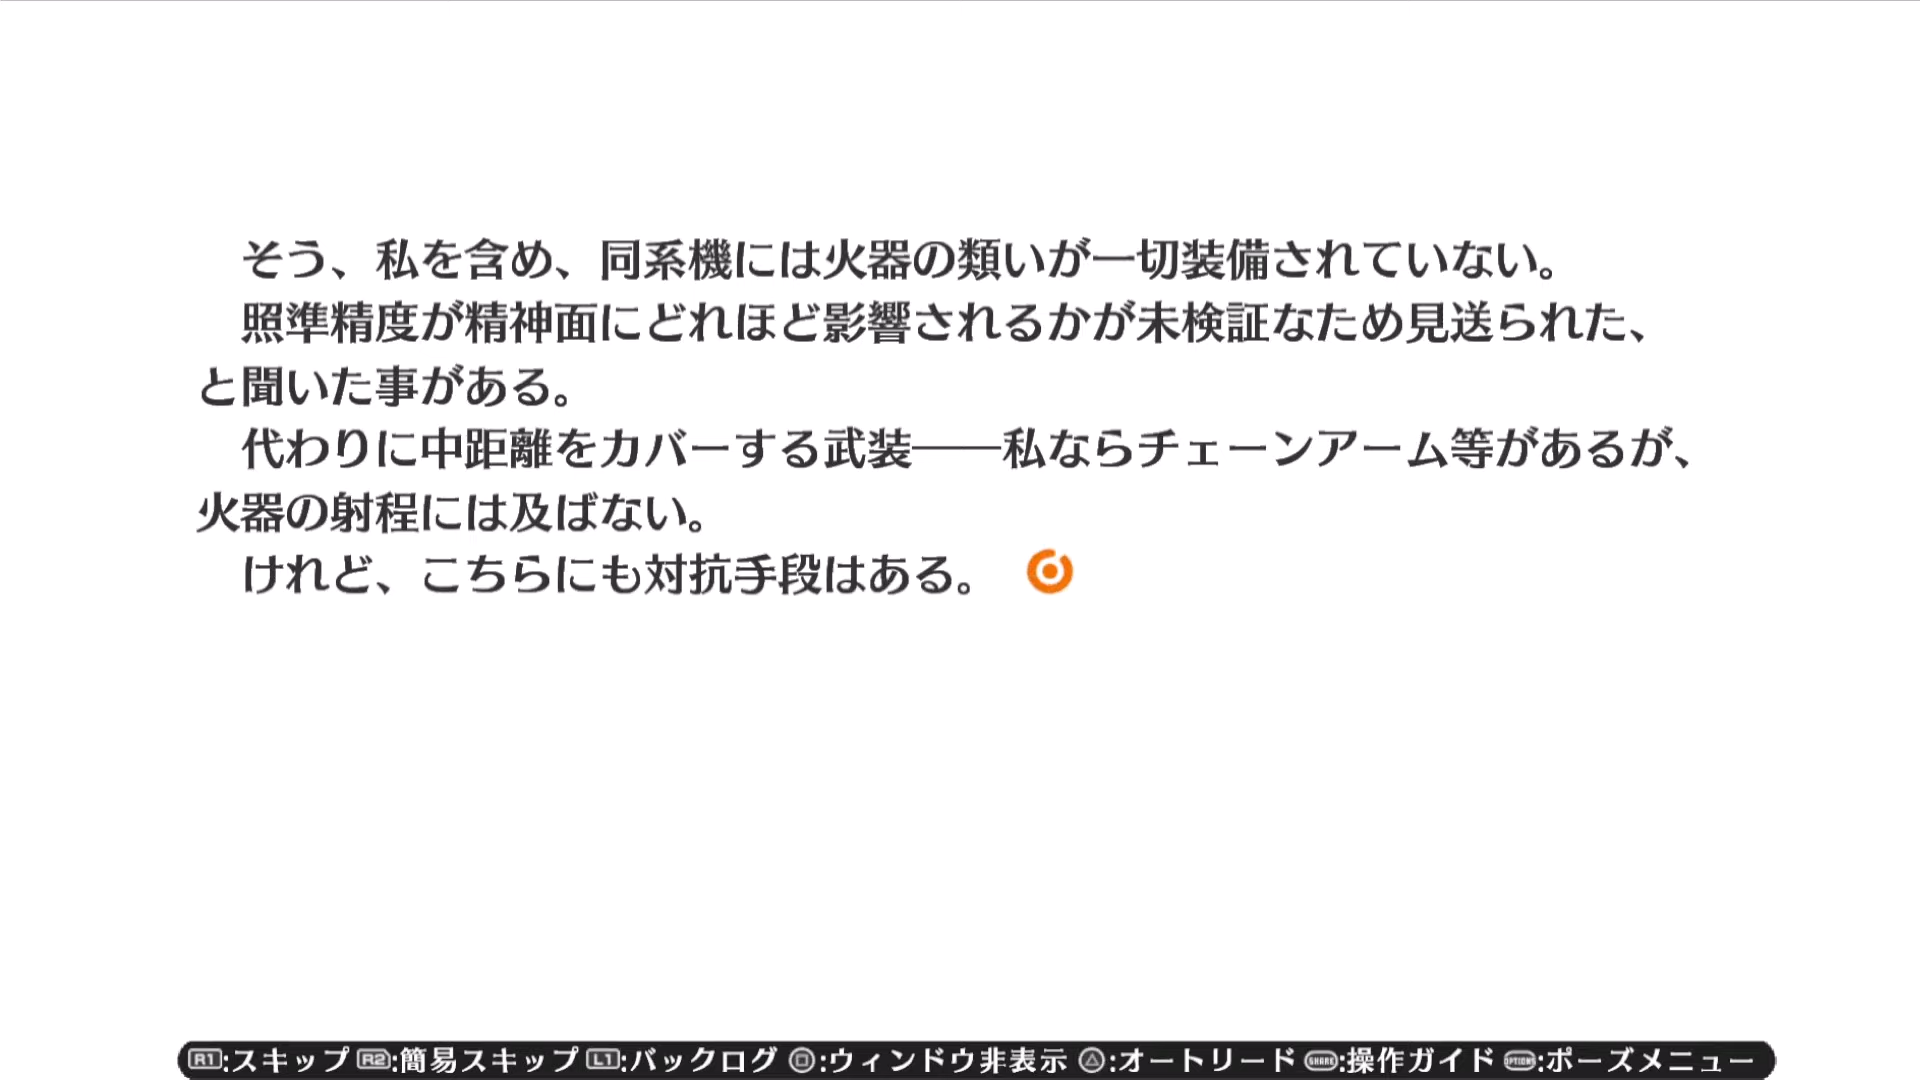 そう、私を含め、同系機には火器の類いが一切装備されていない。
照準精度が精神面にどれほど影響されるかが未検証なため見送られた、
と聞いた事がある。
代わりに中距離をカバーする武装――私ならチェーンアーム等があるが、
火器の射程には及ばない。
けれど、こちらにも対抗手段はある。
R1:スキップ R2:簡易スキップ L1:バックログ □:ウィンドウ非表示 △:オートリード SHARE:操作ガイド OPTIONS:ポーズメニュー